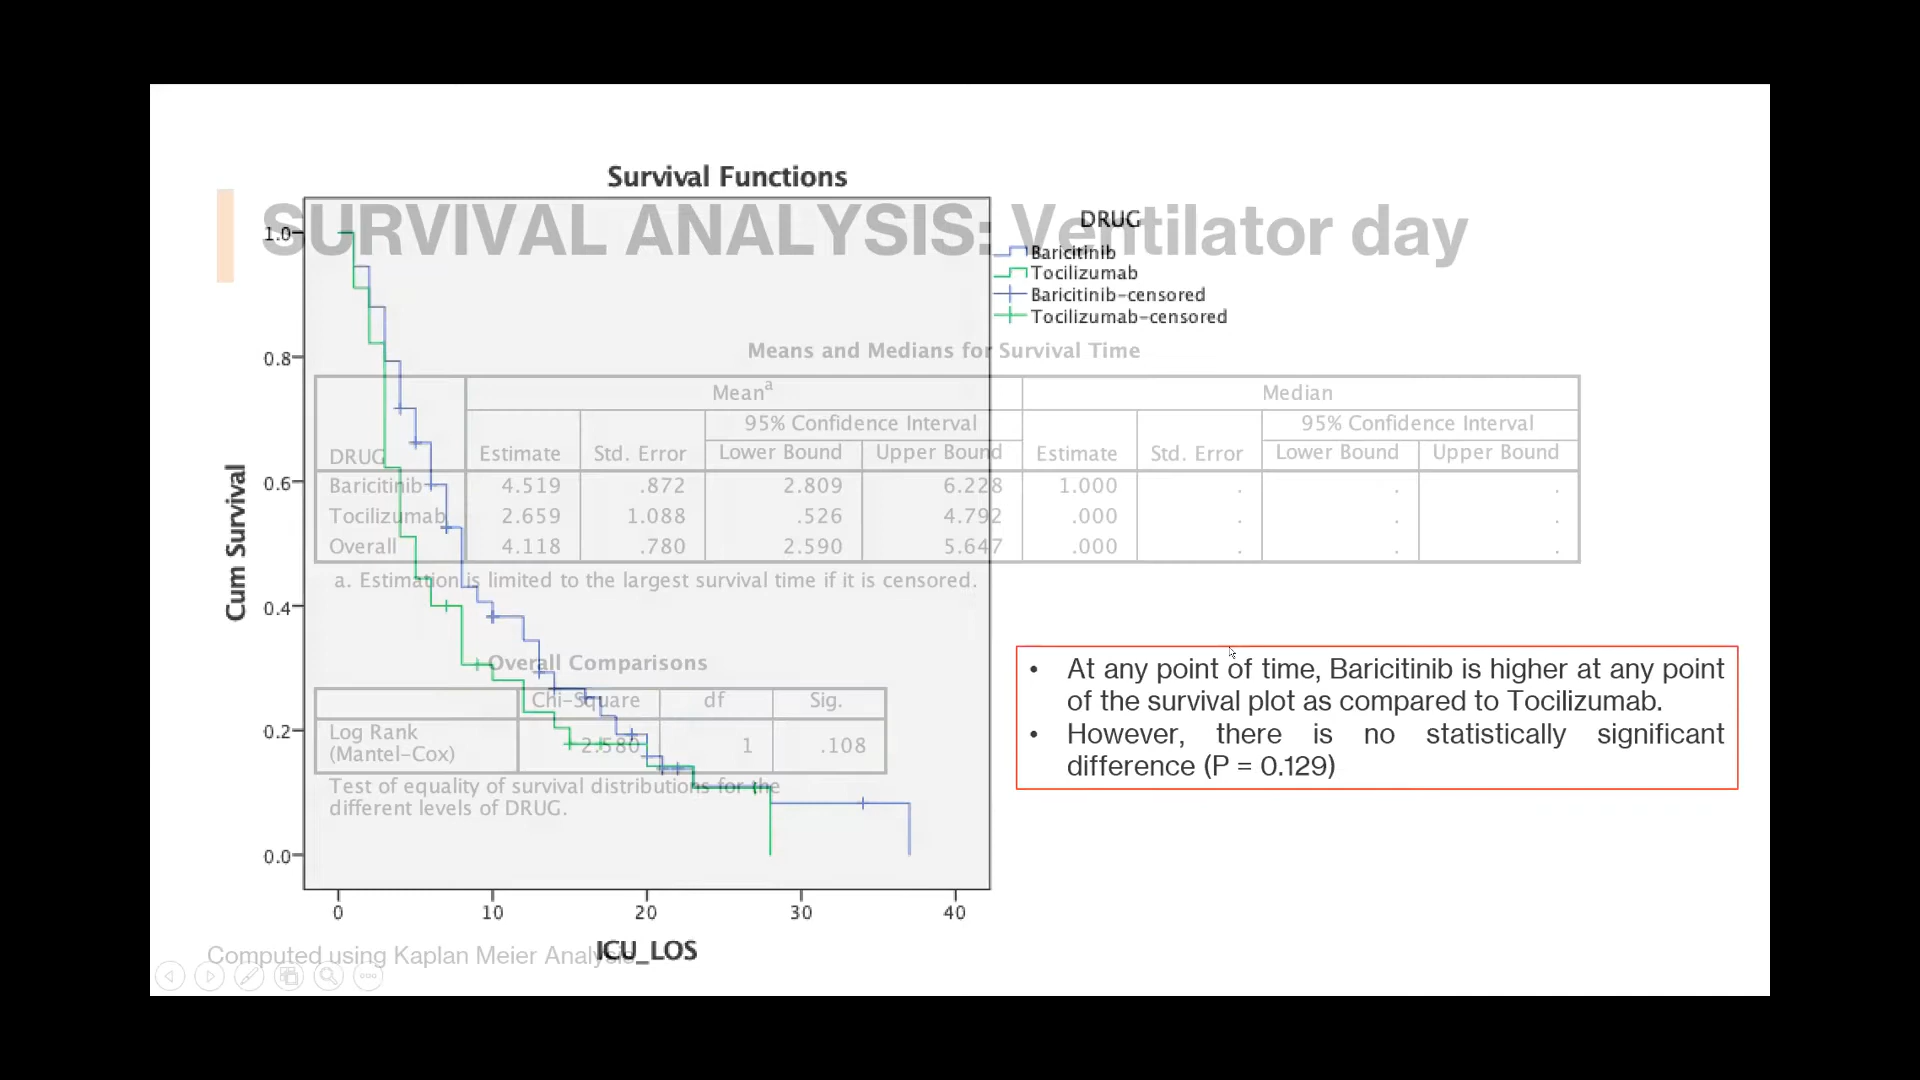 Survival Functions
SURVIVAL ANALYSIS: Ventilator day
DRUG
Baricitinib
Tocilizumab
Baricitinib-censored
Tocilizumab-censored
1.0
0.8
0.6
0.4
0.2
0.0
Cum Survival
0 10 20 30 40
ICU_LOS
Means and Medians for Survival Time
Meanᵃ Median
95% Confidence Interval 95% Confidence Interval
DRUG Estimate Std. Error Lower Bound Upper Bound Estimate Std. Error Lower Bound Upper Bound
Baricitinib 4.519 .872 2.809 6.228 1.000 . . .
Tocilizumab 2.659 1.088 .526 4.792 .000 . . .
Overall 4.118 .780 2.590 5.647 .000 . . .
a. Estimation is limited to the largest survival time if it is censored.
Overall Comparisons
Chi-Square df Sig.
Log Rank
(Mantel-Cox) 2.580 1 .108
Test of equality of survival distributions for the
different levels of DRUG.
• At any point of time, Baricitinib is higher at any point
of the survival plot as compared to Tocilizumab.
• However, there is no statistically significant
difference (P = 0.129)
Computed using Kaplan Meier Analysis